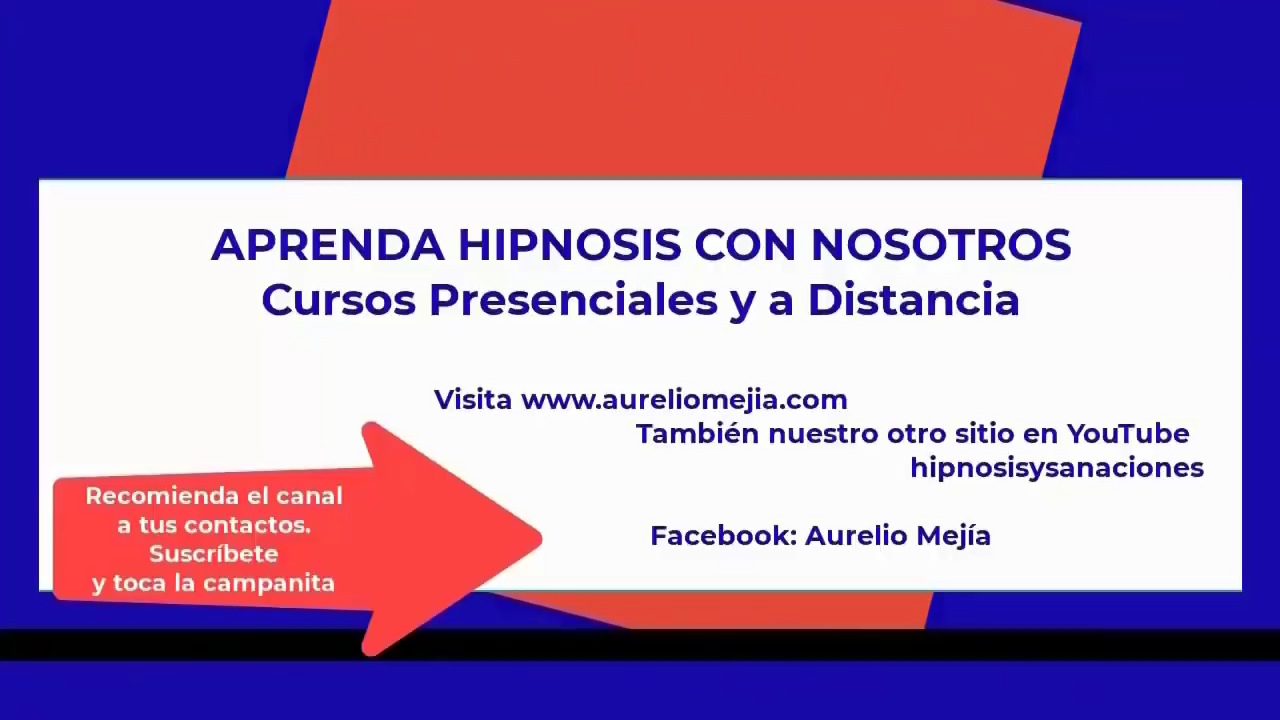 APRENDA HIPNOSIS CON NOSOTROS
Cursos Presenciales y a Distancia
Visita www.aureliomejia.com
También nuestro otro sitio en YouTube
hipnosisysanaciones
Facebook: Aurelio Mejía
Recomienda el canal
a tus contactos.
Suscríbete
y toca la campanita